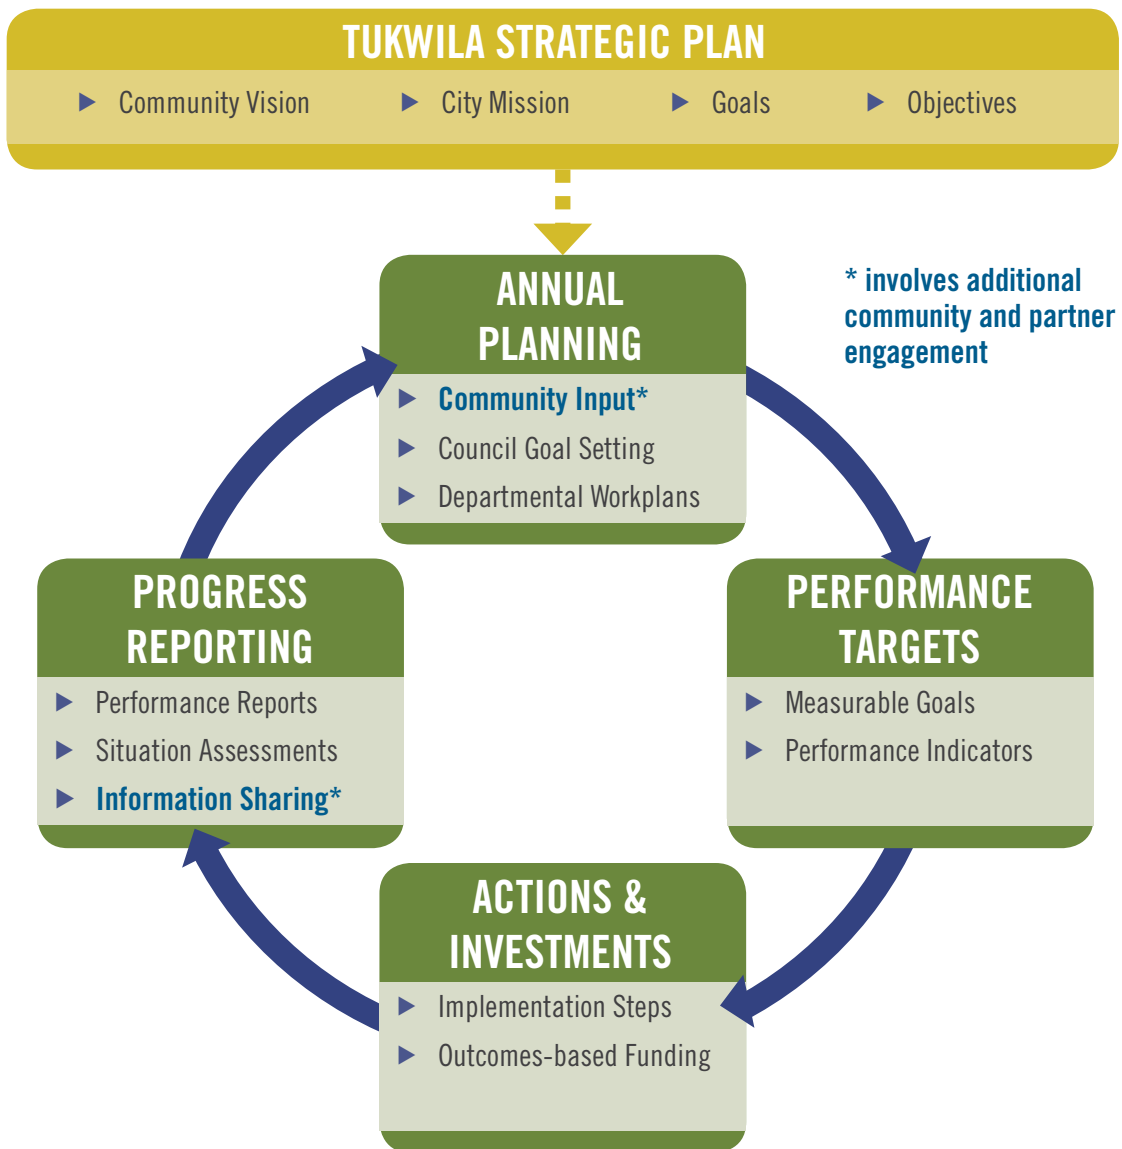 TUKWILA STRATEGIC PLAN
Community Vision
City Mission
Goals
Objectives
ANNUAL
PLANNING
Community Input*
Council Goal Setting
Departmental Workplans
* involves additional
community and partner
engagement
PERFORMANCE
TARGETS
Measurable Goals
Performance Indicators
ACTIONS &
INVESTMENTS
Implementation Steps
Outcomes-based Funding
PROGRESS
REPORTING
Performance Reports
Situation Assessments
Information Sharing*